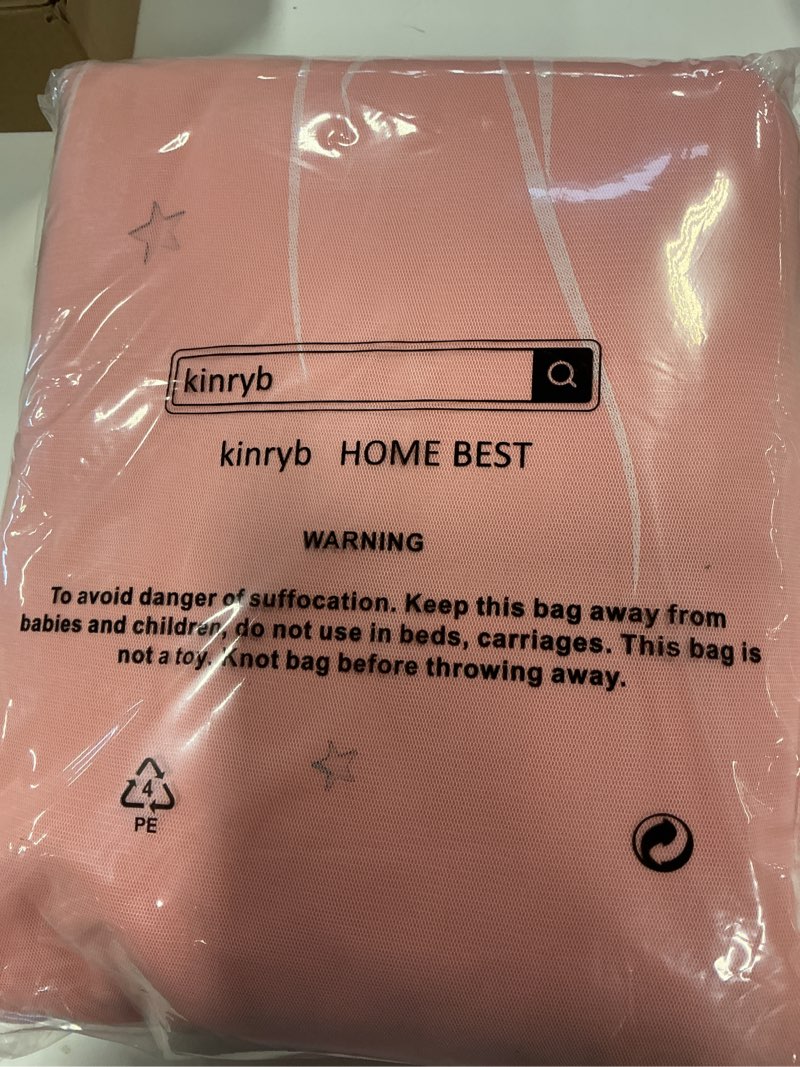 kinryb
kinryb HOME BEST
WARNING
To avoid danger of suffocation. Keep this bag away from
babies and children, do not use in beds, carriages. This bag is
not a toy. Knot bag before throwing away.
4
PE